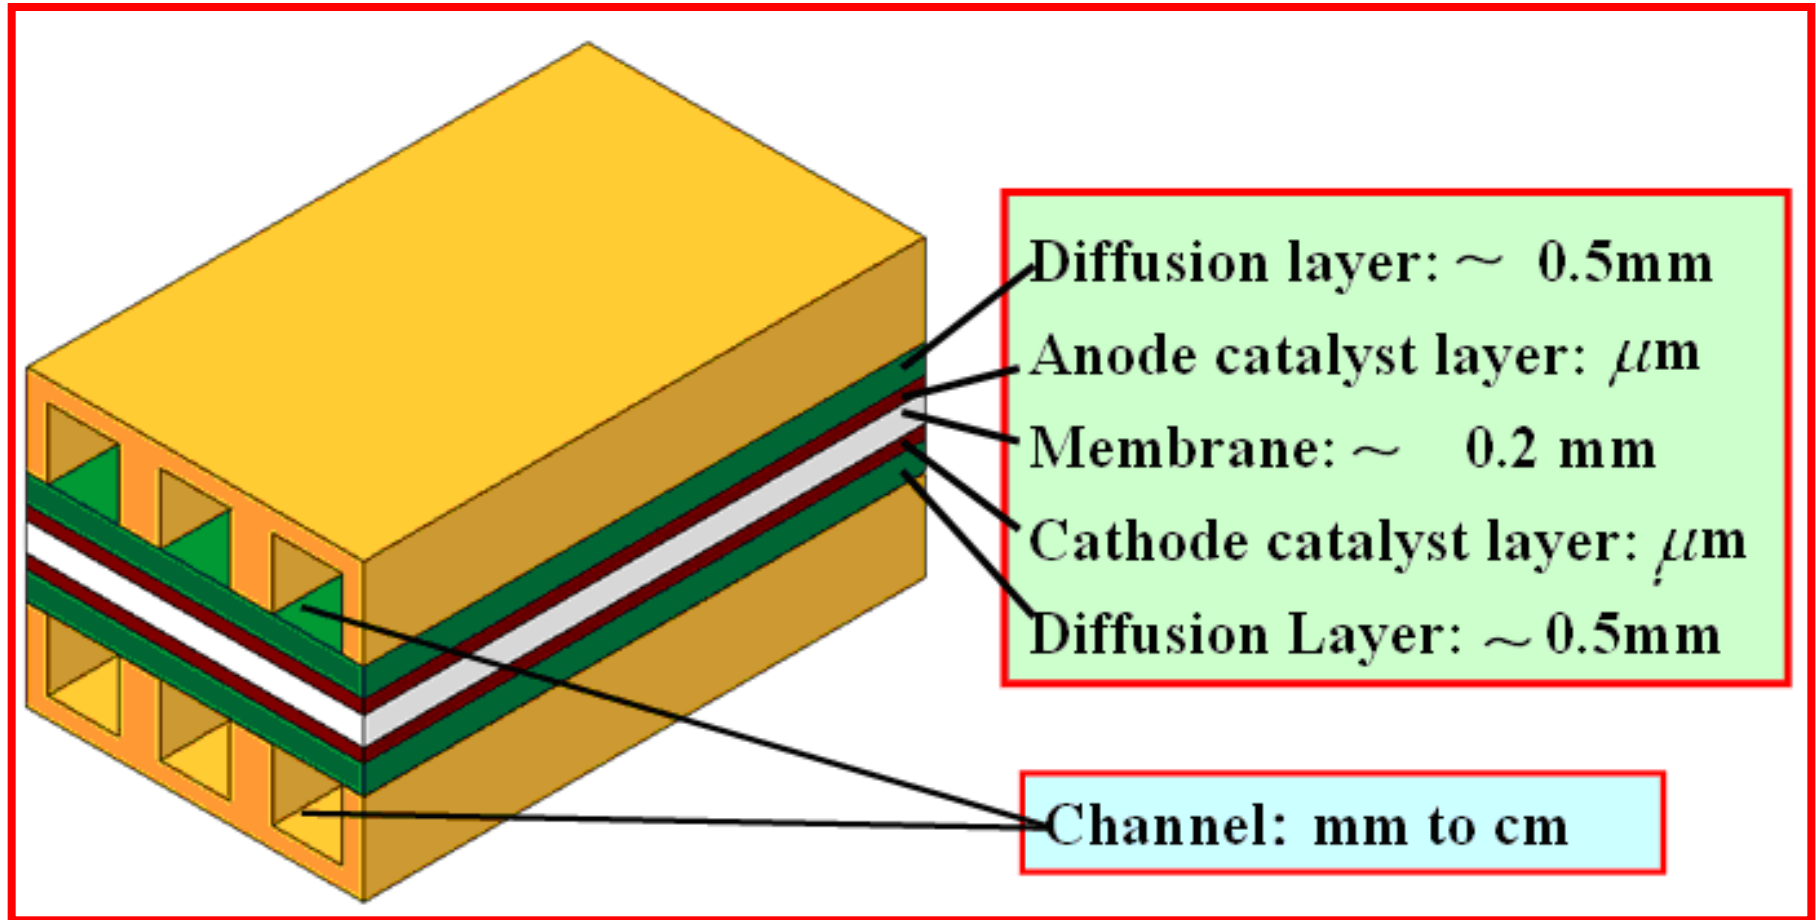 Diffusion layer: ~ 0.5mm
Anode catalyst layer: μm
Membrane: ~ 0.2 mm
Cathode catalyst layer: μm
Diffusion Layer: ~ 0.5mm
Channel: mm to cm